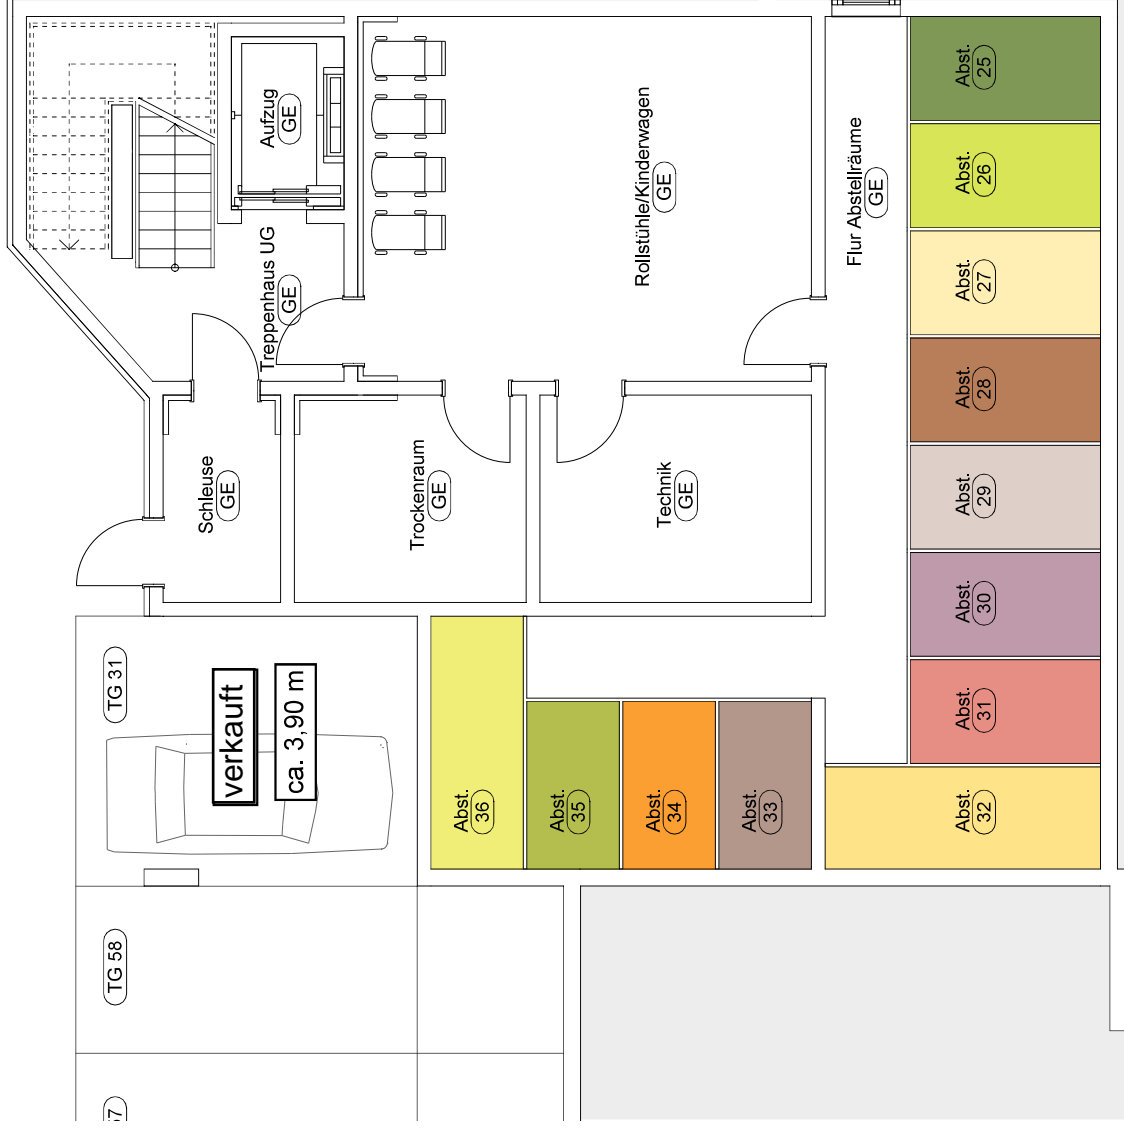 Aufzug
GE
Treppenhaus UG
GE
Rollstühle/Kinderwagen
GE
Flur Abstellräume
GE
Abst.
25
Abst.
26
Abst.
27
Abst.
28
Abst.
29
Abst.
30
Abst.
31
Abst.
32
Schleuse
GE
Trockenraum
GE
Technik
GE
TG 31
verkauft
ca. 3,90 m
Abst.
36
Abst.
35
Abst.
34
Abst.
33
TG 58